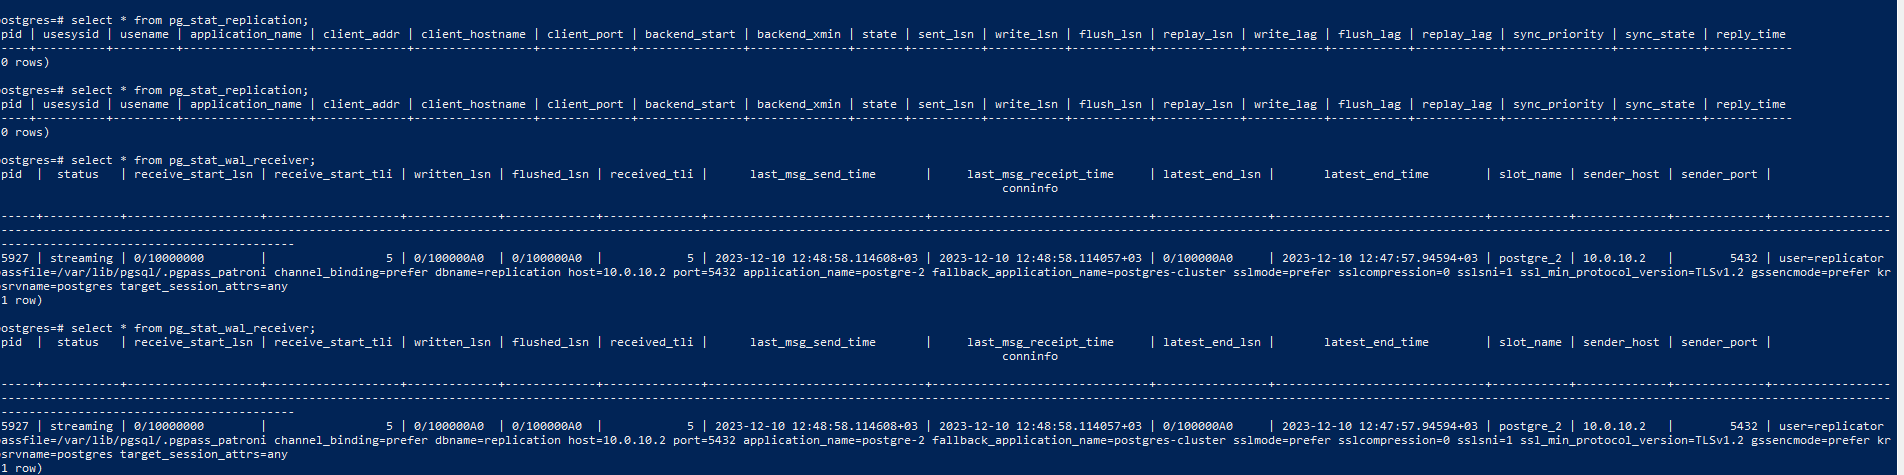 ostgres=# select * from pg_stat_replication;
pid | usesysid | usename | application_name | client_addr | client_hostname | client_port | backend_start | backend_xmin | state | sent_lsn | write_lsn | flush_lsn | replay_lsn | write_lag | flush_lag | replay_lag | sync_priority | sync_state | reply_time
----+----------+---------+------------------+-------------+-----------------+-------------+---------------+--------------+-------+----------+-----------+-----------+------------+-----------+-----------+------------+---------------+------------+------------
0 rows)
ostgres=# select * from pg_stat_replication;
pid | usesysid | usename | application_name | client_addr | client_hostname | client_port | backend_start | backend_xmin | state | sent_lsn | write_lsn | flush_lsn | replay_lsn | write_lag | flush_lag | replay_lag | sync_priority | sync_state | reply_time
----+----------+---------+------------------+-------------+-----------------+-------------+---------------+--------------+-------+----------+-----------+-----------+------------+-----------+-----------+------------+---------------+------------+------------
0 rows)
ostgres=# select * from pg_stat_wal_receiver;
pid  |  status   | receive_start_lsn | receive_start_tli | written_lsn | flushed_lsn | received_tli |      last_msg_send_time       |     last_msg_receipt_time     | latest_end_lsn |       latest_end_time        | slot_name | sender_host | sender_port |
conninfo
-----+-----------+-------------------+-------------------+-------------+-------------+--------------+-------------------------------+-------------------------------+----------------+------------------------------+-----------+-------------+-------------+-----------------
5927 | streaming | 0/10000000        |                 5 | 0/100000A0  | 0/100000A0  |            5 | 2023-12-10 12:48:58.114608+03 | 2023-12-10 12:48:58.114057+03 | 0/100000A0     | 2023-12-10 12:47:57.94594+03 | postgre_2 | 10.0.10.2   |        5432 | user=replicator
assfile=/var/lib/pgsql/.pgpass_patroni channel_binding=prefer dbname=replication host=10.0.10.2 port=5432 application_name=postgre-2 fallback_application_name=postgres-cluster sslmode=prefer sslcompression=0 sslsni=1 ssl_min_protocol_version=TLSv1.2 gssencmode=prefer kr
srvname=postgres target_session_attrs=any
1 row)
ostgres=# select * from pg_stat_wal_receiver;
pid  |  status   | receive_start_lsn | receive_start_tli | written_lsn | flushed_lsn | received_tli |      last_msg_send_time       |     last_msg_receipt_time     | latest_end_lsn |       latest_end_time        | slot_name | sender_host | sender_port |
conninfo
-----+-----------+-------------------+-------------------+-------------+-------------+--------------+-------------------------------+-------------------------------+----------------+------------------------------+-----------+-------------+-------------+-----------------
5927 | streaming | 0/10000000        |                 5 | 0/100000A0  | 0/100000A0  |            5 | 2023-12-10 12:48:58.114608+03 | 2023-12-10 12:48:58.114057+03 | 0/100000A0     | 2023-12-10 12:47:57.94594+03 | postgre_2 | 10.0.10.2   |        5432 | user=replicator
assfile=/var/lib/pgsql/.pgpass_patroni channel_binding=prefer dbname=replication host=10.0.10.2 port=5432 application_name=postgre-2 fallback_application_name=postgres-cluster sslmode=prefer sslcompression=0 sslsni=1 ssl_min_protocol_version=TLSv1.2 gssencmode=prefer kr
srvname=postgres target_session_attrs=any
1 row)